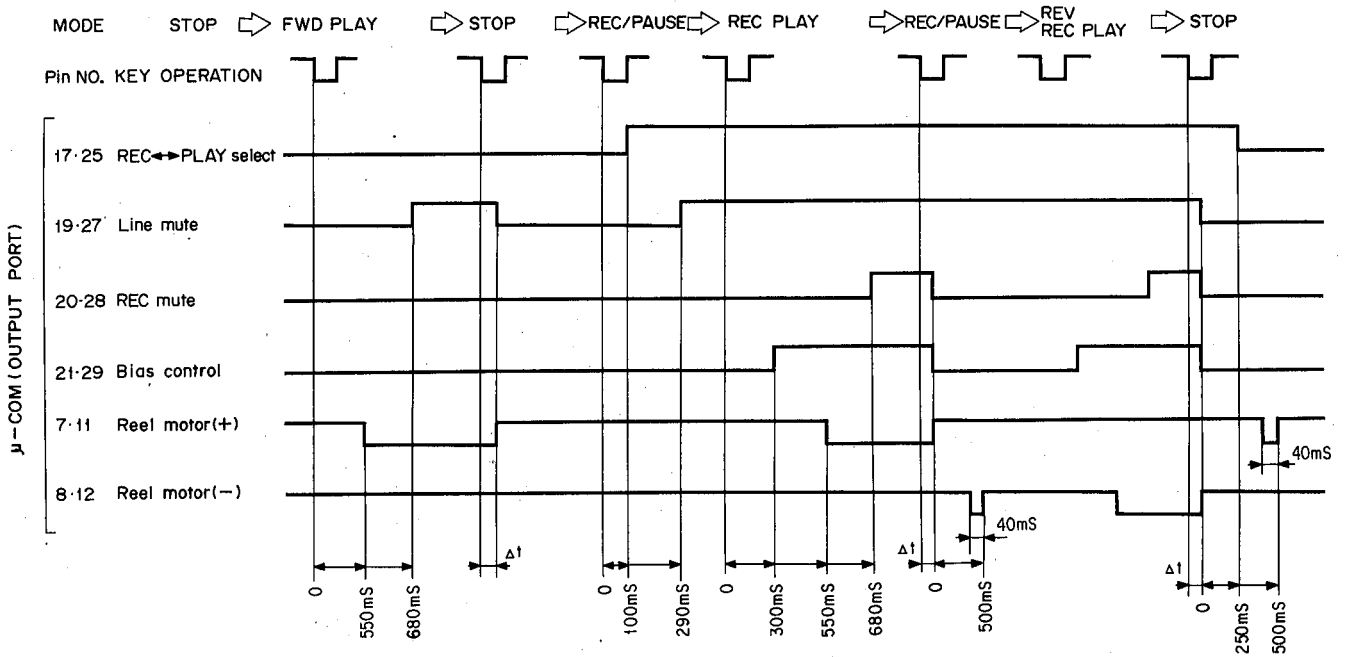 MODE STOP ⇨ FWD PLAY ⇨ STOP ⇨ REC/PAUSE ⇨ REC PLAY ⇨ REC/PAUSE ⇨ REV REC PLAY ⇨ STOP
Pin NO. KEY OPERATION
μ-COM (OUTPUT PORT)
17·25 REC↔PLAY select
19·27 Line mute
20·28 REC mute
21·29 Bias control
7·11 Reel motor(+)
40mS
8·12 Reel motor(−)
40mS
Δt Δt Δt
0 550mS 680mS 0 100mS 290mS 0 300mS 550mS 680mS 0 500mS 0 250mS 500mS